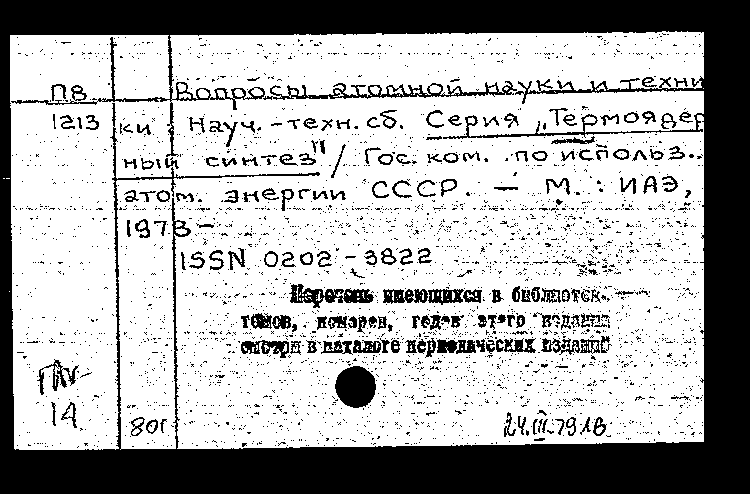 П8 Вопросы атомной науки и техни
1213 ки : Науч.-техн. сб. Серия „Термоядер
ный синтез" / Гос. ком. по использ.
атом. энергии СССР. — М. : ИАЭ,
1978 –
ISSN 0202-3822
Перечень имеющихся в библиотек.
томов, номеров, годов этого издания
смотри в каталоге периодических изданий
14 801 24.III.79